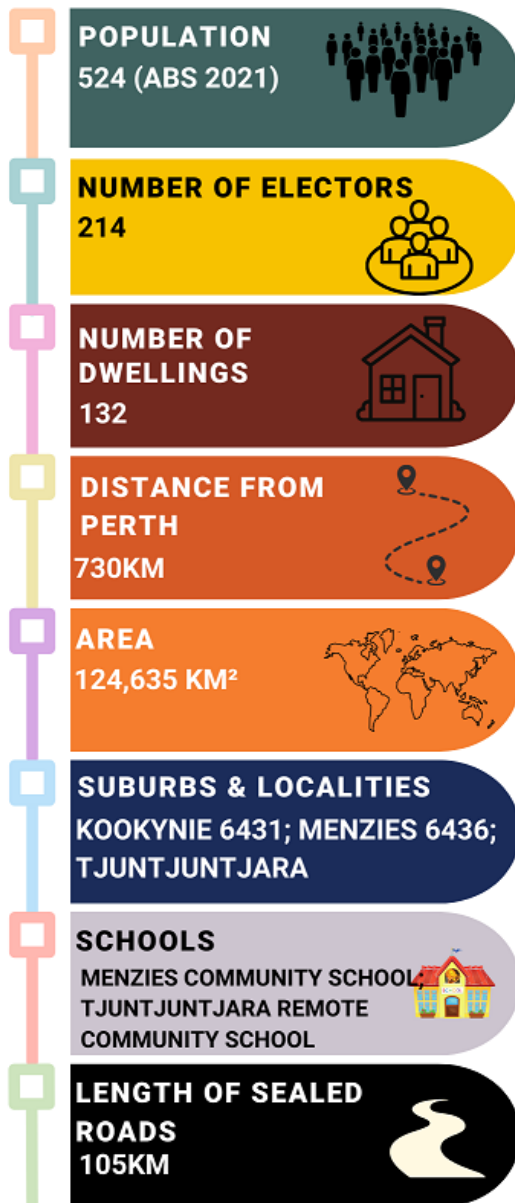 POPULATION
524 (ABS 2021)
NUMBER OF ELECTORS
214
NUMBER OF
DWELLINGS
132
DISTANCE FROM
PERTH
730KM
AREA
124,635 KM²
SUBURBS & LOCALITIES
KOOKYNIE 6431; MENZIES 6436;
TJUNTJUNTJARA
SCHOOLS
MENZIES COMMUNITY SCHOOL;
TJUNTJUNTJARA REMOTE
COMMUNITY SCHOOL
LENGTH OF SEALED
ROADS
105KM